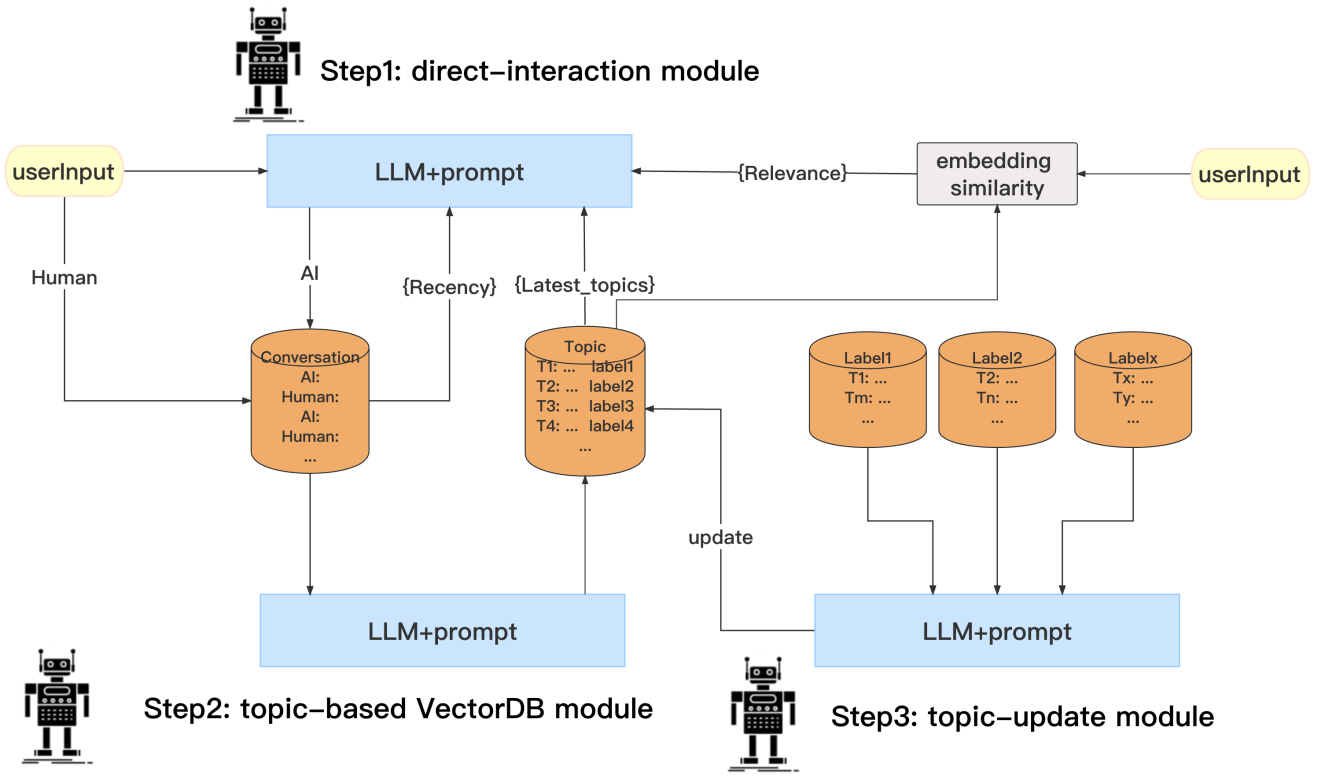 Step1: direct-interaction module
userInput
LLM+prompt
{Relevance}
embedding
similarity
userInput
Human
AI
{Recency}
{Latest_topics}
Conversation
AI:
Human:
AI:
Human:
...
Topic
T1: ... label1
T2: ... label2
T3: ... label3
T4: ... label4
...
Label1
T1: ...
Tm: ...
...
Label2
T2: ...
Tn: ...
...
Labelx
Tx: ...
Ty: ...
...
update
LLM+prompt
LLM+prompt
Step2: topic-based VectorDB module
Step3: topic-update module